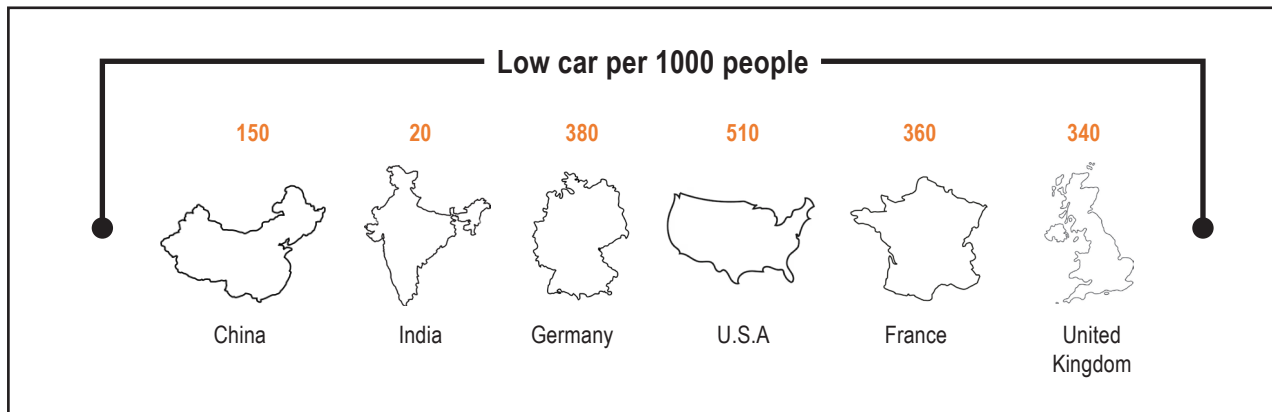 Low car per 1000 people
150 20 380 510 360 340
China India Germany U.S.A France United
Kingdom